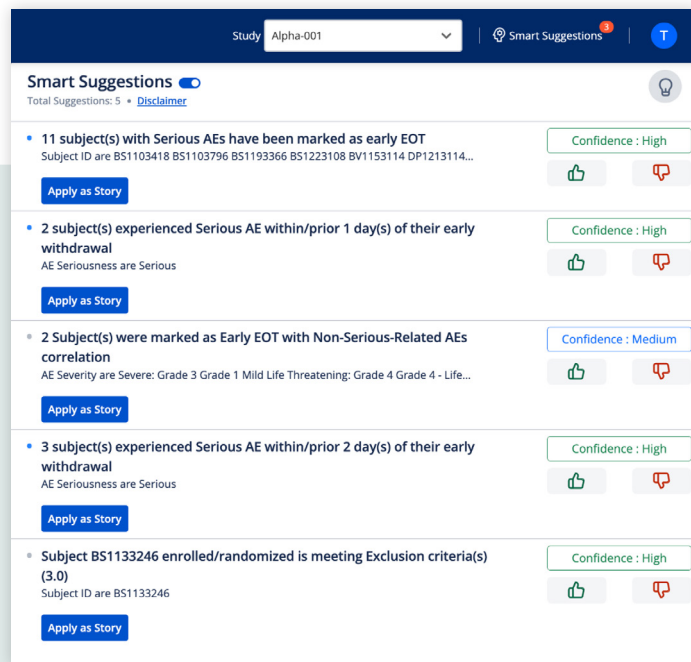 Study Alpha-001 Smart Suggestions 3 T
Smart Suggestions
Total Suggestions: 5 • Disclaimer
11 subject(s) with Serious AEs have been marked as early EOT
Confidence : High
Subject ID are BS1103418 BS1103796 BS1193366 BS1223108 BV1153114 DP1213114...
Apply as Story
2 subject(s) experienced Serious AE within/prior 1 day(s) of their early
withdrawal
Confidence : High
AE Seriousness are Serious
Apply as Story
2 Subject(s) were marked as Early EOT with Non-Serious-Related AEs
correlation
Confidence : Medium
AE Severity are Severe: Grade 3 Grade 1 Mild Life Threatening: Grade 4 Grade 4 - Life...
Apply as Story
3 subject(s) experienced Serious AE within/prior 2 day(s) of their early
withdrawal
Confidence : High
AE Seriousness are Serious
Apply as Story
Subject BS1133246 enrolled/randomized is meeting Exclusion criteria(s)
(3.0)
Confidence : High
Subject ID are BS1133246
Apply as Story